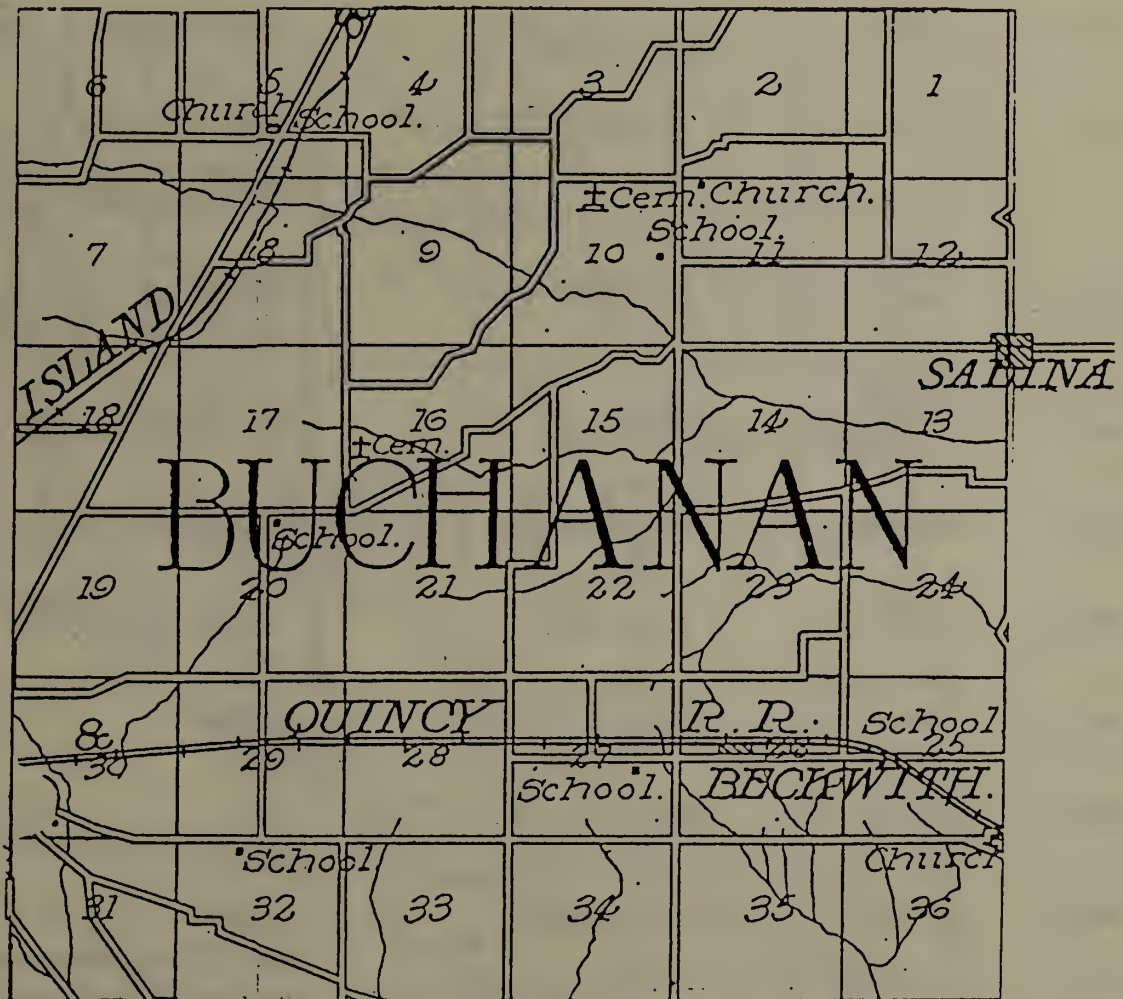 6 5 4 3 2 1
Church School.
Cem. Church.
School.
7 8 9 10 11 12
ISLAND
SALINA
18 17 16 15 14 13
Cem.
BUCHANAN
School.
19 20 21 22 23 24
QUINCY R. R.
School
& 30 29 28 27 26 25
School. BECKWITH.
School Church
31 32 33 34 35 36